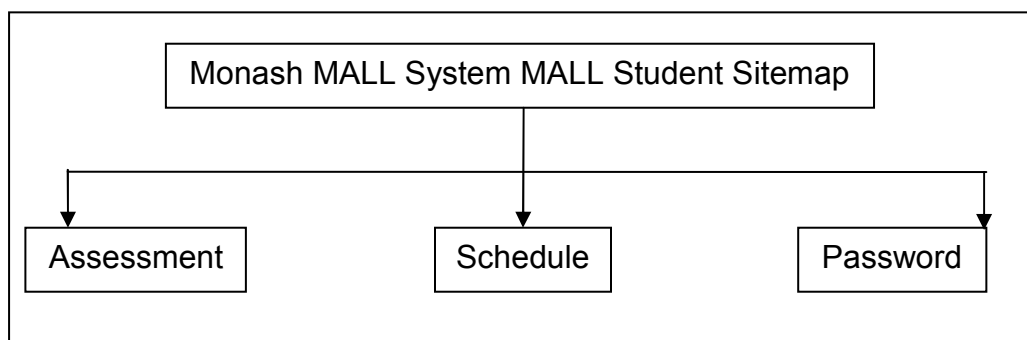 Monash MALL System MALL Student Sitemap
Assessment
Schedule
Password